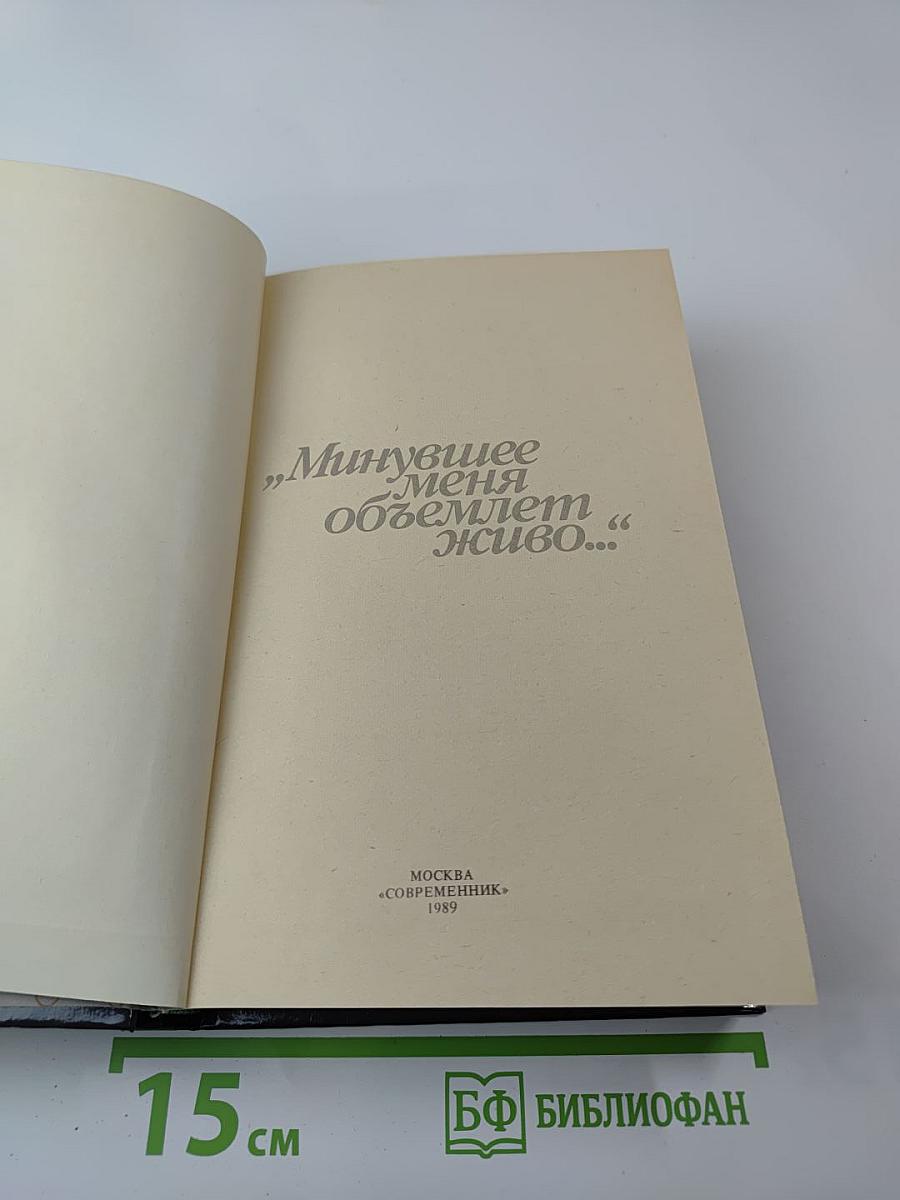 „Минувшее
меня
объемлет
живо...“
МОСКВА
«СОВРЕМЕННИК»
1989
15 см
БФ БИБЛИОФАН